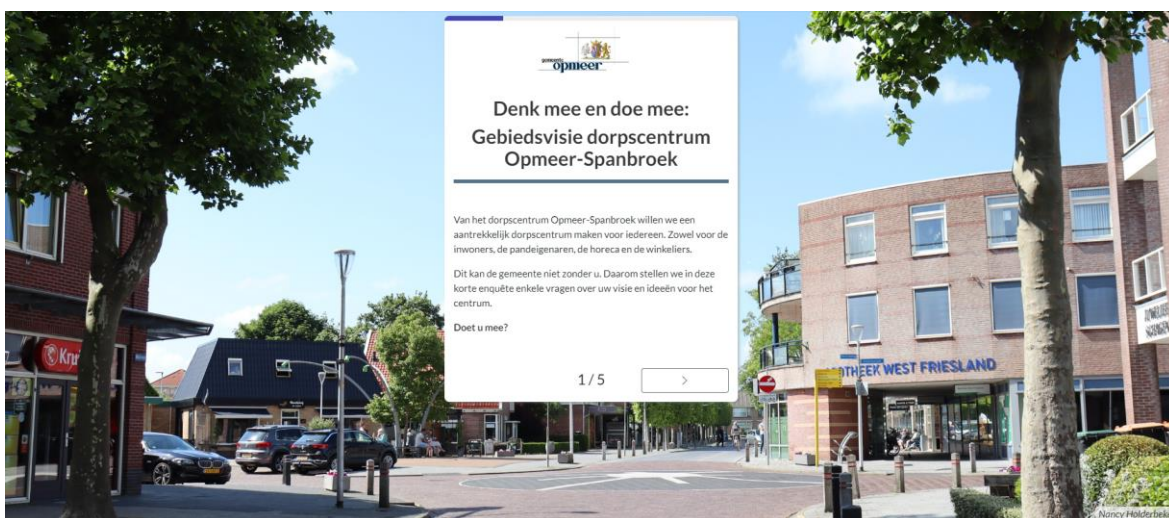 gemeente
opmeer
Denk mee en doe mee:
Gebiedsvisie dorpscentrum
Opmeer-Spanbroek
Van het dorpscentrum Opmeer-Spanbroek willen we een
aantrekkelijk dorpscentrum maken voor iedereen. Zowel voor de
inwoners, de pandeigenaren, de horeca en de winkeliers.
Dit kan de gemeente niet zonder u. Daarom stellen we in deze
korte enquête enkele vragen over uw visie en ideeën voor het
centrum.
Doet u mee?
1 / 5
>
WEST FRIESLAND
Nancy